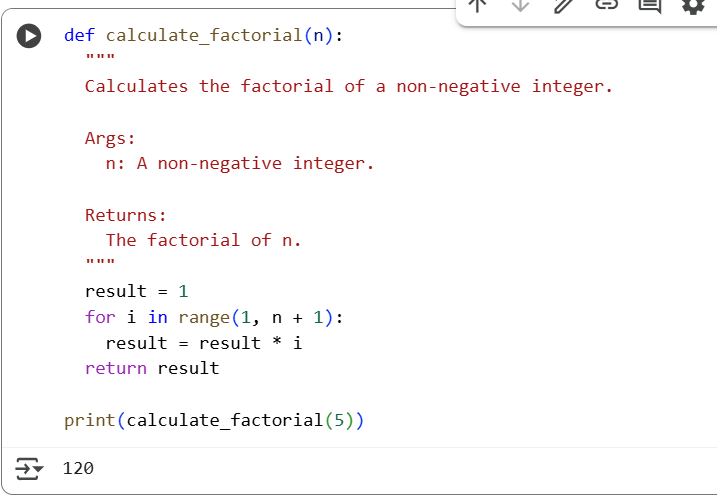 def calculate_factorial(n):
  """
  Calculates the factorial of a non-negative integer.

  Args:
    n: A non-negative integer.

  Returns:
    The factorial of n.
  """
  result = 1
  for i in range(1, n + 1):
    result = result * i
  return result

print(calculate_factorial(5))
120